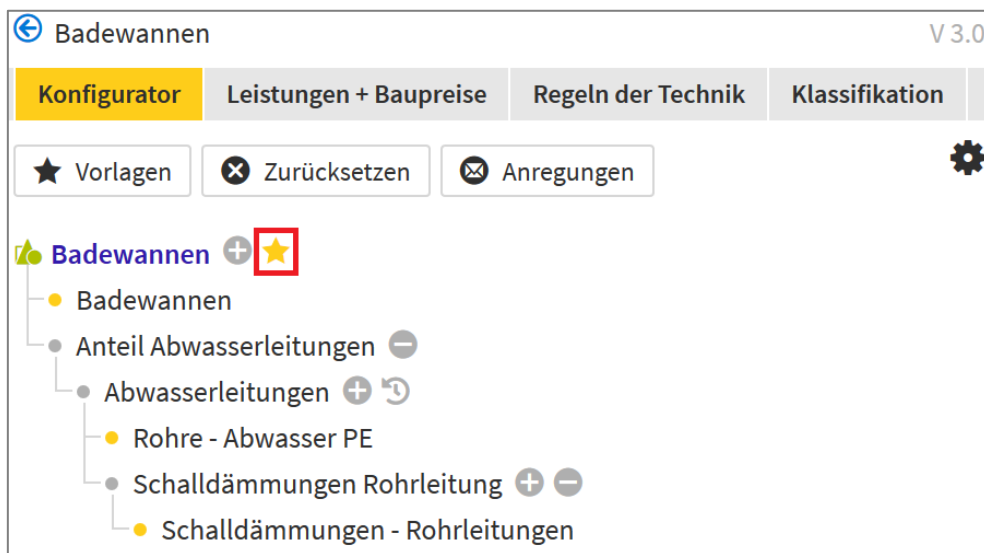 Badewannen V 3.0
Konfigurator Leistungen + Baupreise Regeln der Technik Klassifikation
Vorlagen Zurücksetzen Anregungen
Badewannen
Badewannen
Anteil Abwasserleitungen
Abwasserleitungen
Rohre - Abwasser PE
Schalldämmungen Rohrleitung
Schalldämmungen - Rohrleitungen